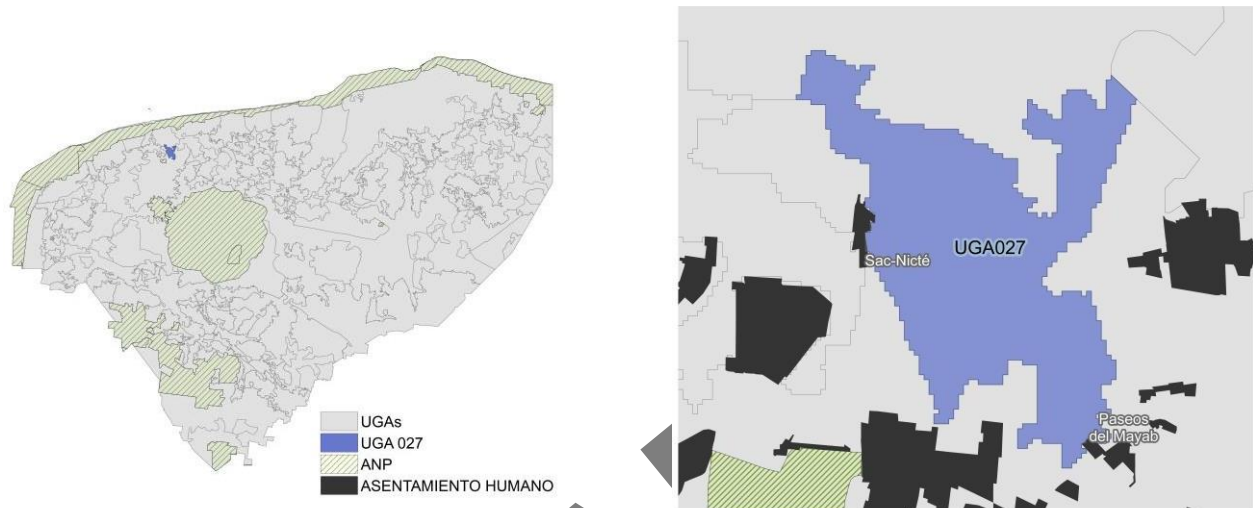 UGAs
UGA 027
ANP
ASENTAMIENTO HUMANO
UGA027
Sac-Nicté
Paseos
del Mayab